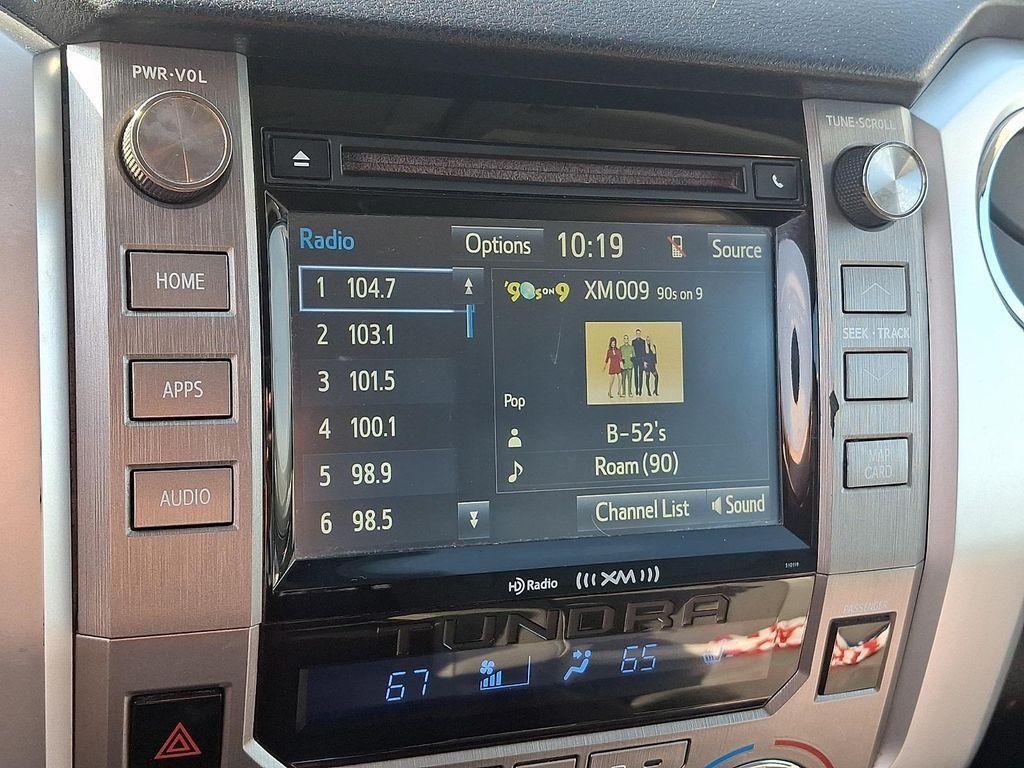 PWR·VOL
TUNE·SCROLL
Radio
Options
10:19
Source
HOME
1 104.7
'90s ON 9
XM009 90s on 9
2 103.1
SEEK·TRACK
3 101.5
APPS
Pop
4 100.1
B-52's
MAP
CARD
5 98.9
Roam (90)
AUDIO
6 98.5
Channel List
Sound
HD Radio
(((XM)))
510119
TUNDRA
PASSENGER
67
65